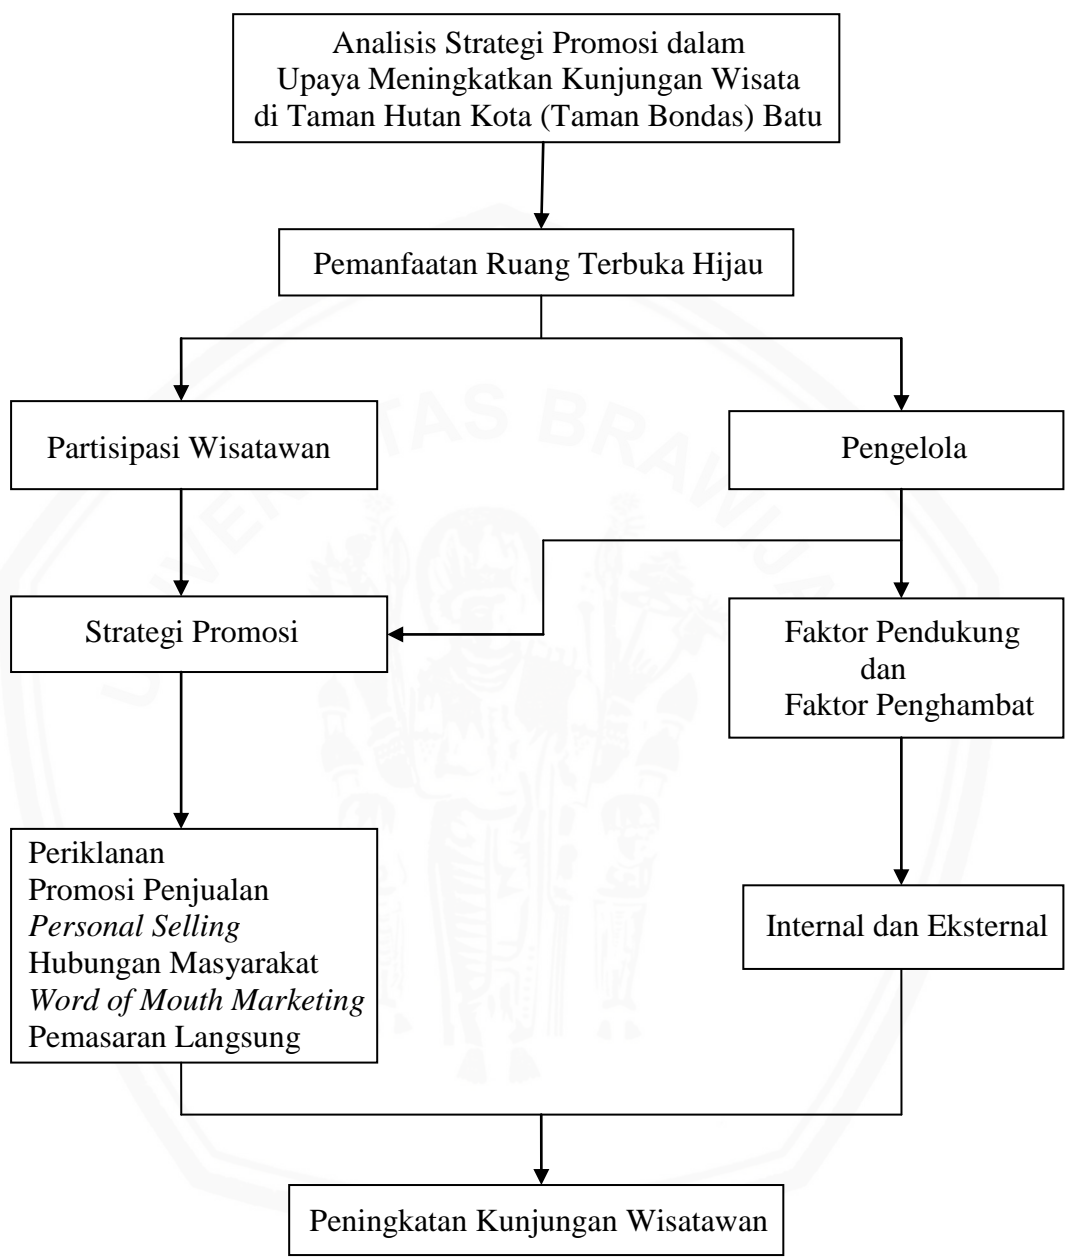 Analisis Strategi Promosi dalam
Upaya Meningkatkan Kunjungan Wisata
di Taman Hutan Kota (Taman Bondas) Batu
Pemanfaatan Ruang Terbuka Hijau
Partisipasi Wisatawan
Pengelola
Strategi Promosi
Faktor Pendukung
dan
Faktor Penghambat
Periklanan
Promosi Penjualan
Personal Selling
Hubungan Masyarakat
Word of Mouth Marketing
Pemasaran Langsung
Internal dan Eksternal
Peningkatan Kunjungan Wisatawan